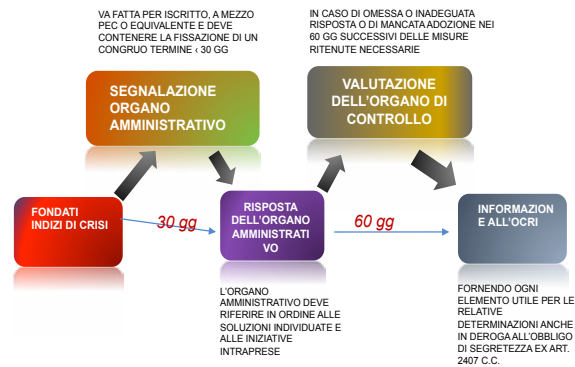 VA FATTA PER ISCRITTO, A MEZZO
PEC O EQUIVALENTE E DEVE
CONTENERE LA FISSAZIONE DI UN
CONGRUO TERMINE ‹ 30 GG
IN CASO DI OMESSA O INADEGUATA
RISPOSTA O DI MANCATA ADOZIONE NEI
60 GG SUCCESSIVI DELLE MISURE
RITENUTE NECESSARIE
SEGNALAZIONE
ORGANO
AMMINISTRATIVO
VALUTAZIONE
DELL'ORGANO DI
CONTROLLO
FONDATI
INDIZI DI CRISI
30 gg
RISPOSTA
DELL'ORGANO
AMMINISTRATI
VO
60 gg
INFORMAZION
E ALL'OCRI
L'ORGANO
AMMINISTRATIVO DEVE
RIFERIRE IN ORDINE ALLE
SOLUZIONI INDIVIDUATE E
ALLE INIZIATIVE
INTRAPRESE
FORNENDO OGNI
ELEMENTO UTILE PER LE
RELATIVE
DETERMINAZIONI ANCHE
IN DEROGA ALL'OBBLIGO
DI SEGRETEZZA EX ART.
2407 C.C.